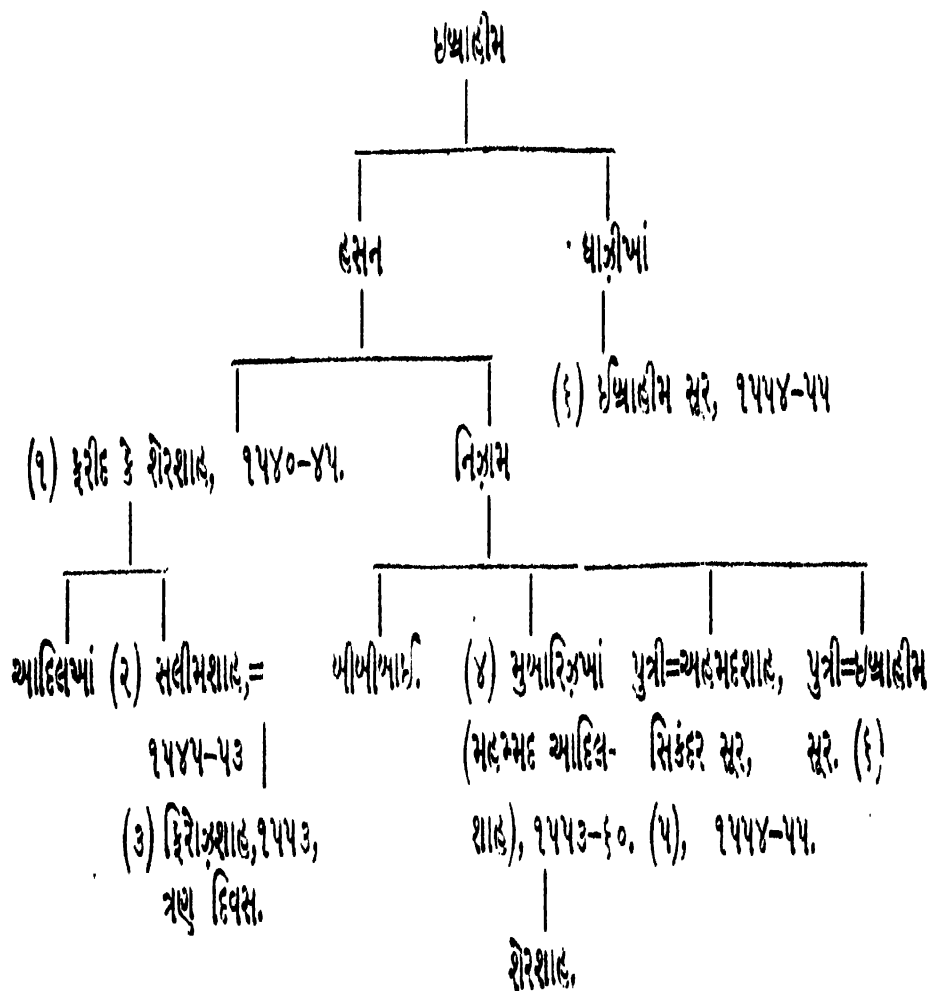 ઇબ્રાહીમ
હસન ઘાઝીખાં
(૬) ઈબ્રાહીમ સૂર, ૧૫૫૪-૫૫
(૧) ફરીદ કે શેરશાહ, ૧૫૪૦-૪૫. નિઝામ
આદિલખાં (૨) સલીમશાહ,= બીબીબાઈ. (૪) મુબારિઝખાં પુત્રી=અહમદશાહ, પુત્રી=ઇબ્રાહીમ
૧૫૪૫-૫૩ (મહમ્મદ આદિલ- સિકંદર સૂર, સૂર. (૬)
(૩) ફિરોઝશાહ,૧૫૫૩, શાહ), ૧૫૫૩-૬૦. (૫), ૧૫૫૪-૫૫.
ત્રણ દિવસ.
શેરશાહ.